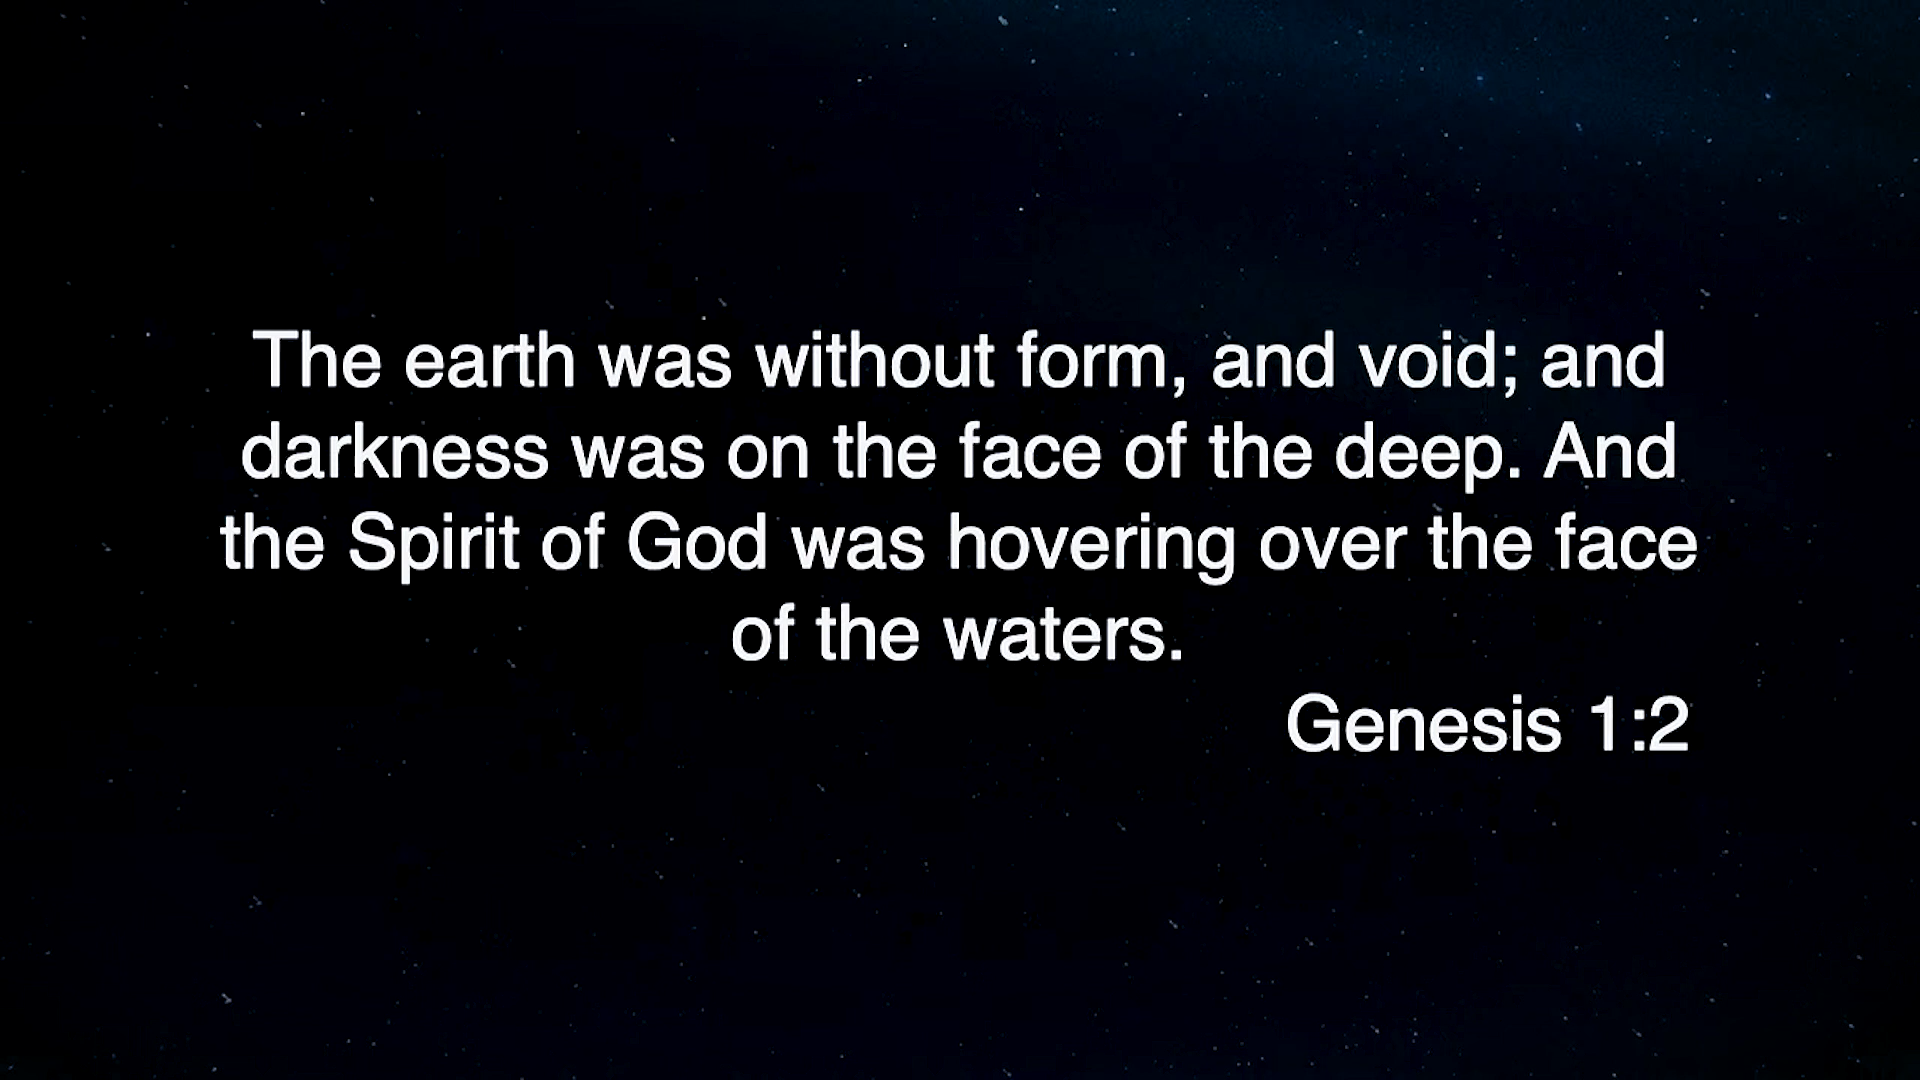 The earth was without form, and void; and
darkness was on the face of the deep. And
the Spirit of God was hovering over the face
of the waters.
Genesis 1:2